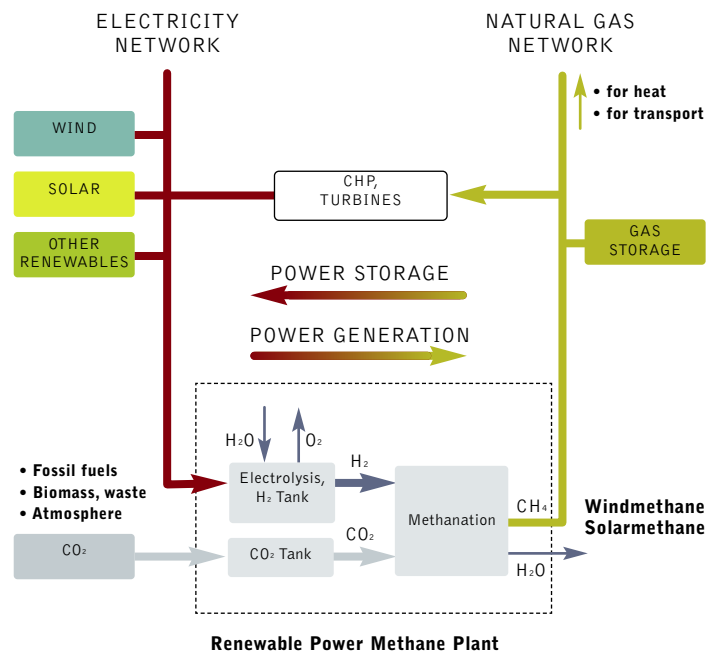 ELECTRICITY
NETWORK
NATURAL GAS
NETWORK
• for heat
• for transport
WIND
SOLAR
CHP,
TURBINES
OTHER
RENEWABLES
GAS
STORAGE
POWER STORAGE
POWER GENERATION
H₂O
O₂
• Fossil fuels
• Biomass, waste
• Atmosphere
Electrolysis,
H₂ Tank
H₂
Methanation
CH₄
Windmethane
Solarmethane
CO₂
CO₂ Tank
CO₂
H₂O
Renewable Power Methane Plant